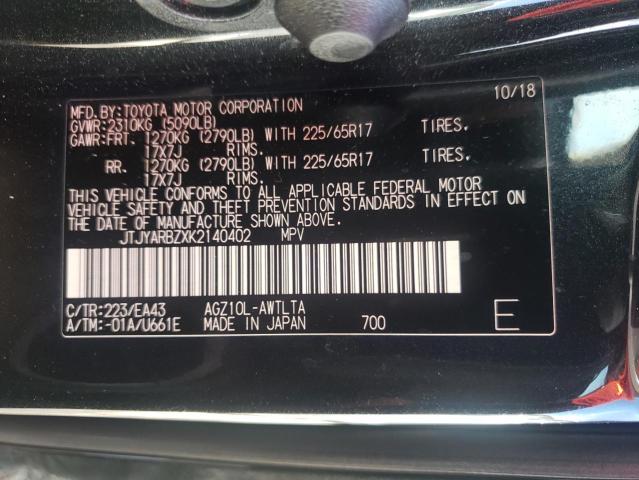 MFD.BY:TOYOTA MOTOR CORPORATION 10/18
GVWR:2310KG (5090LB)
GAWR:FRT. 1270KG (2790LB) WITH 225/65R17 TIRES.
17X7J RIMS.
RR. 1270KG (2790LB) WITH 225/65R17 TIRES.
17X7J RIMS.
THIS VEHICLE CONFORMS TO ALL APPLICABLE FEDERAL MOTOR
VEHICLE SAFETY AND THEFT PREVENTION STANDARDS IN EFFECT ON
THE DATE OF MANUFACTURE SHOWN ABOVE.
JTJYARBZXK2140402 MPV
C/TR:223/EA43 AGZ10L-AWTLTA
A/TM:-01A/U661E MADE IN JAPAN 700 E